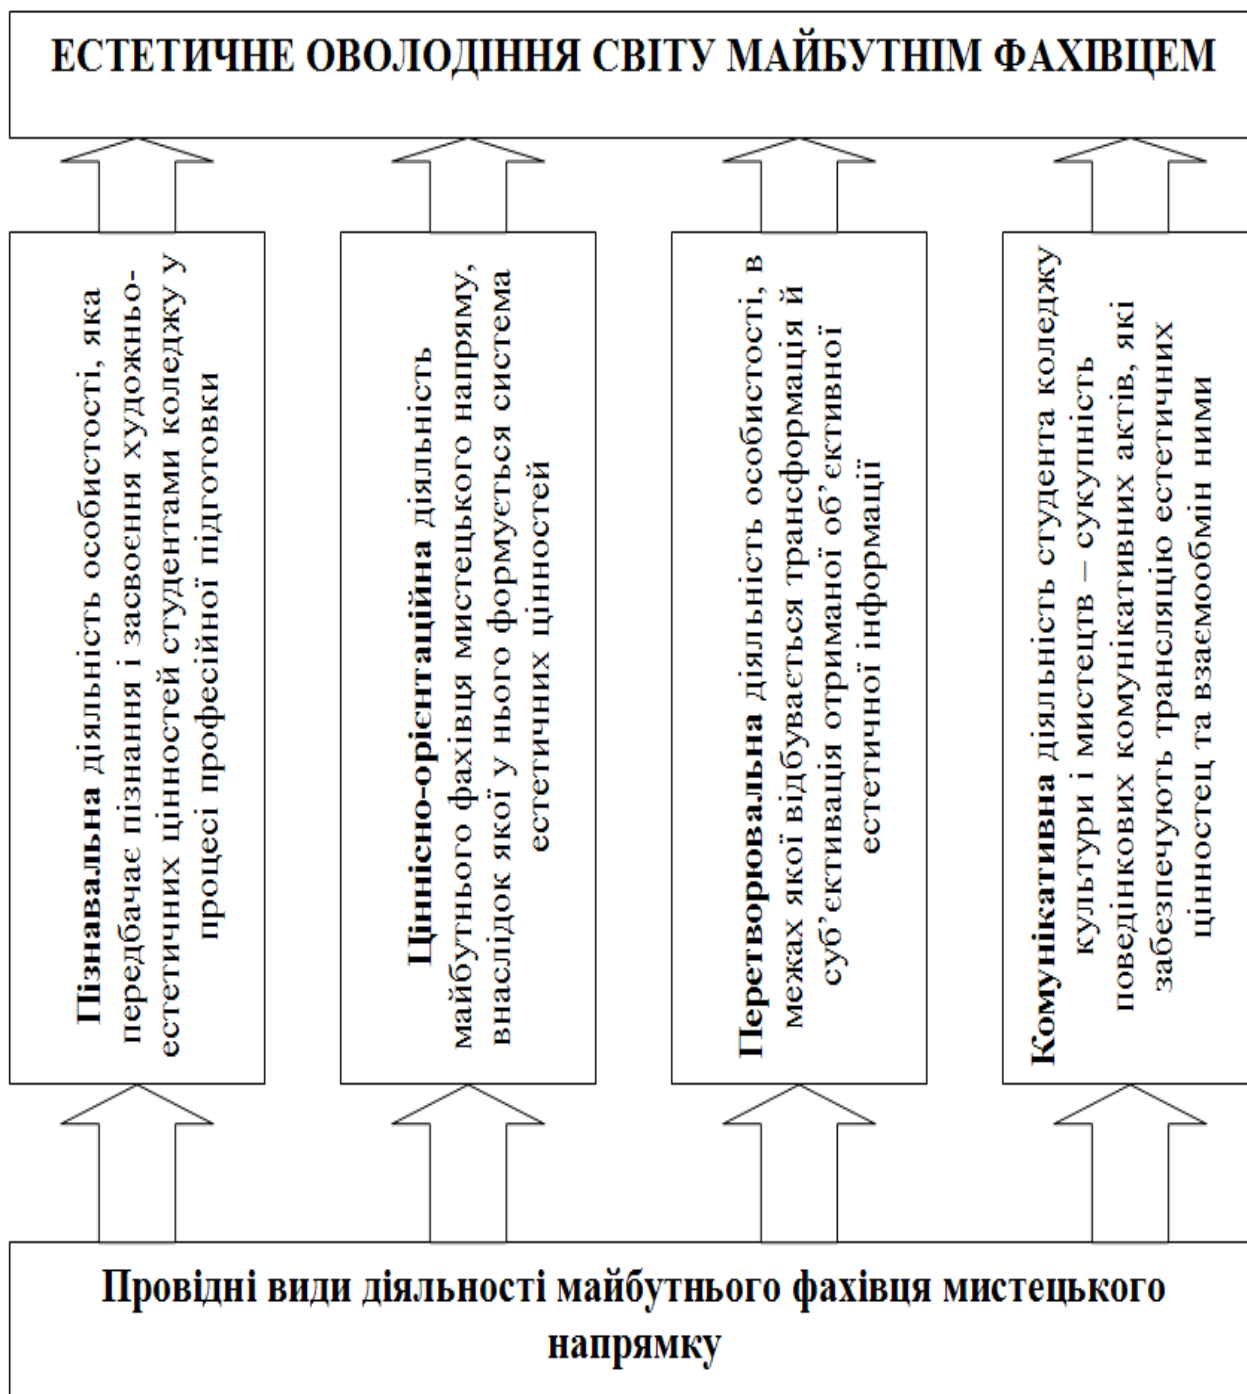 ЕСТЕТИЧНЕ ОВОЛОДІННЯ СВІТУ МАЙБУТНІМ ФАХІВЦЕМ
Пізнавальна діяльність особистості, яка
передбачає пізнання і засвоєння художньо-
естетичних цінностей студентами коледжу у
процесі професійної підготовки
Ціннісно-орієнтаційна діяльність
майбутнього фахівця мистецького напряму,
внаслідок якої у нього формується система
естетичних цінностей
Перетворювальна діяльність особистості, в
межах якої відбувається трансформація й
суб’єктивація отриманої об’єктивної
естетичної інформації
Комунікативна діяльність студента коледжу
культури і мистецтв – сукупність
поведінкових комунікативних актів, які
забезпечують трансляцію естетичних
цінностец та взаємообмін ними
Провідні види діяльності майбутнього фахівця мистецького
напрямку